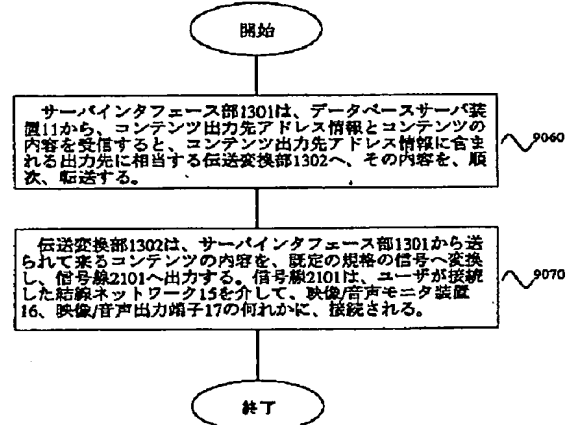 開始
サーバインタフェース部1301は、データベースサーバ装
置11から、コンテンツ出力先アドレス情報とコンテンツの
内容を受信すると、コンテンツ出力先アドレス情報に含ま
れる出力先に相当する伝送変換部1302へ、その内容を、順
次、転送する。
9060
伝送変換部1302は、サーバインタフェース部1301から送
られて来るコンテンツの内容を、既定の規格の信号へ変換
し、信号線2101へ出力する。信号線2101は、ユーザが接続
した結線ネットワーク15を介して、映像/音声モニタ装置
16、映像/音声出力端子17の何れかに、接続される。
9070
終了